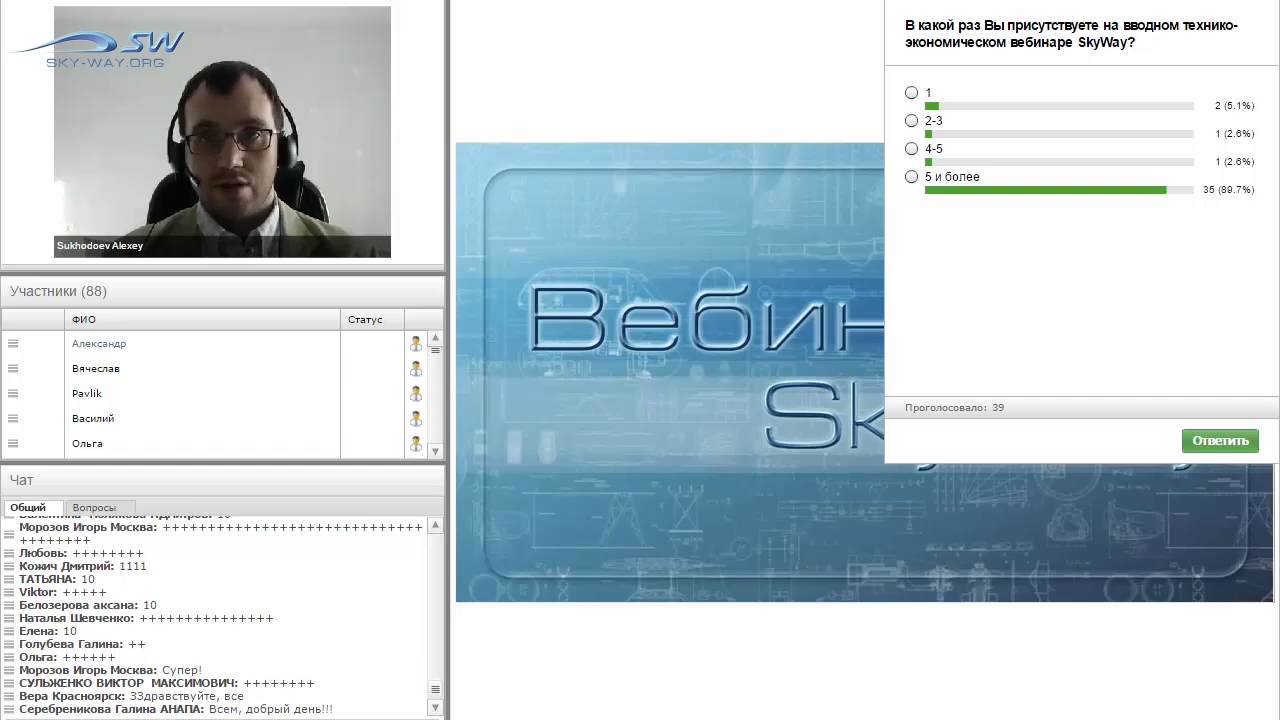 SW
SKY-WAY.ORG
Sukhodoev Alexey
Участники (88)
ФИО
Статус
Александр
Вячеслав
Pavlik
Василий
Ольга
Чат
Общий
Вопросы
Морозов Игорь Москва: ++++++++++++++++++++++++++++++
++++++++
Любовь: ++++++++
Кожич Дмитрий: 1111
ТАТЬЯНА: 10
Viktor: +++++
Белозерова аксана: 10
Наталья Шевченко: +++++++++++++++
Елена: 10
Голубева Галина: ++
Ольга: ++++++
Морозов Игорь Москва: Супер!
СУЛЬЖЕНКО ВИКТОР МАКСИМОВИЧ: ++++++++
Вера Красноярск: ЗЗдравствуйте, все
Серебреникова Галина АНАПА: Всем, добрый день!!!
Вебин
Sk
В какой раз Вы присутствуете на вводном технико-
экономическом вебинаре SkyWay?
1
2 (5.1%)
2-3
1 (2.6%)
4-5
1 (2.6%)
5 и более
35 (89.7%)
Проголосовало: 39
Ответить